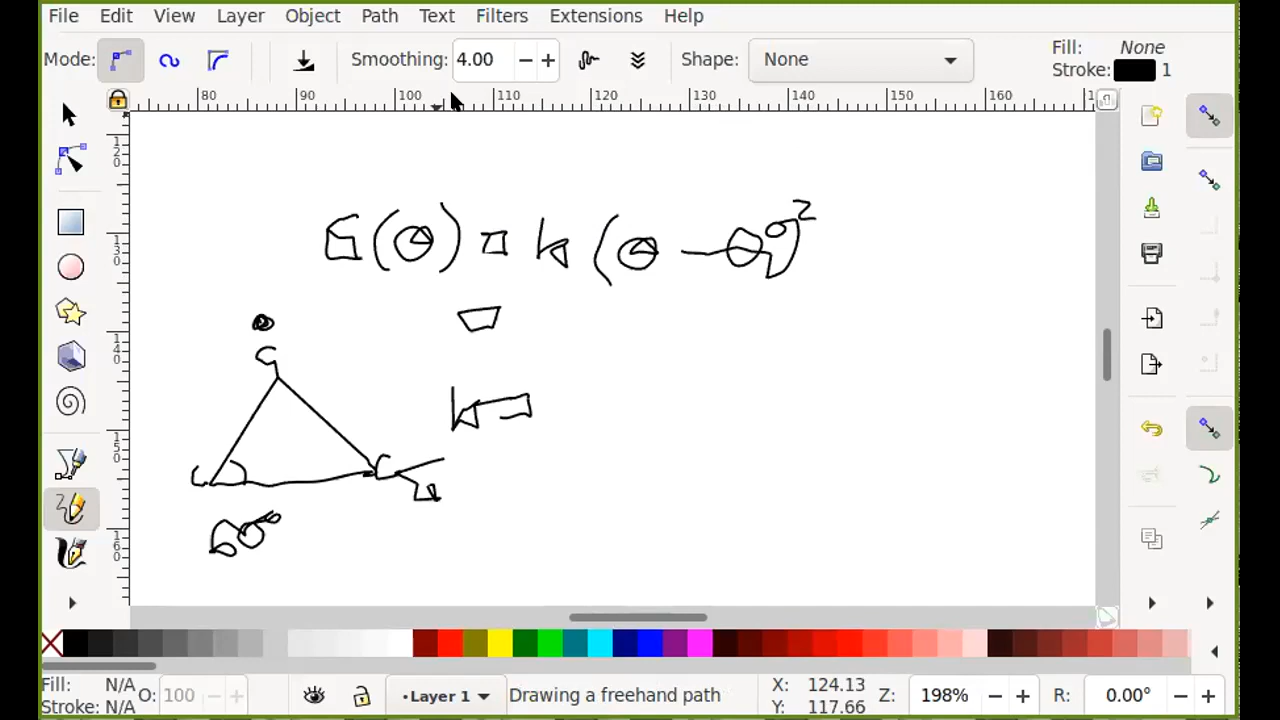 File Edit View Layer Object Path Text Filters Extensions Help
Mode: Smoothing: 4.00 Shape: None Fill: None
Stroke: 1
80 90 100 110 120 130 140 150 160
E(θ) = k(θ - θ0)²
C
C C
60°
Fill: N/A O: 100 Layer 1 Drawing a freehand path X: 124.13 Z: 198% R: 0.00°
Stroke: N/A Y: 117.66